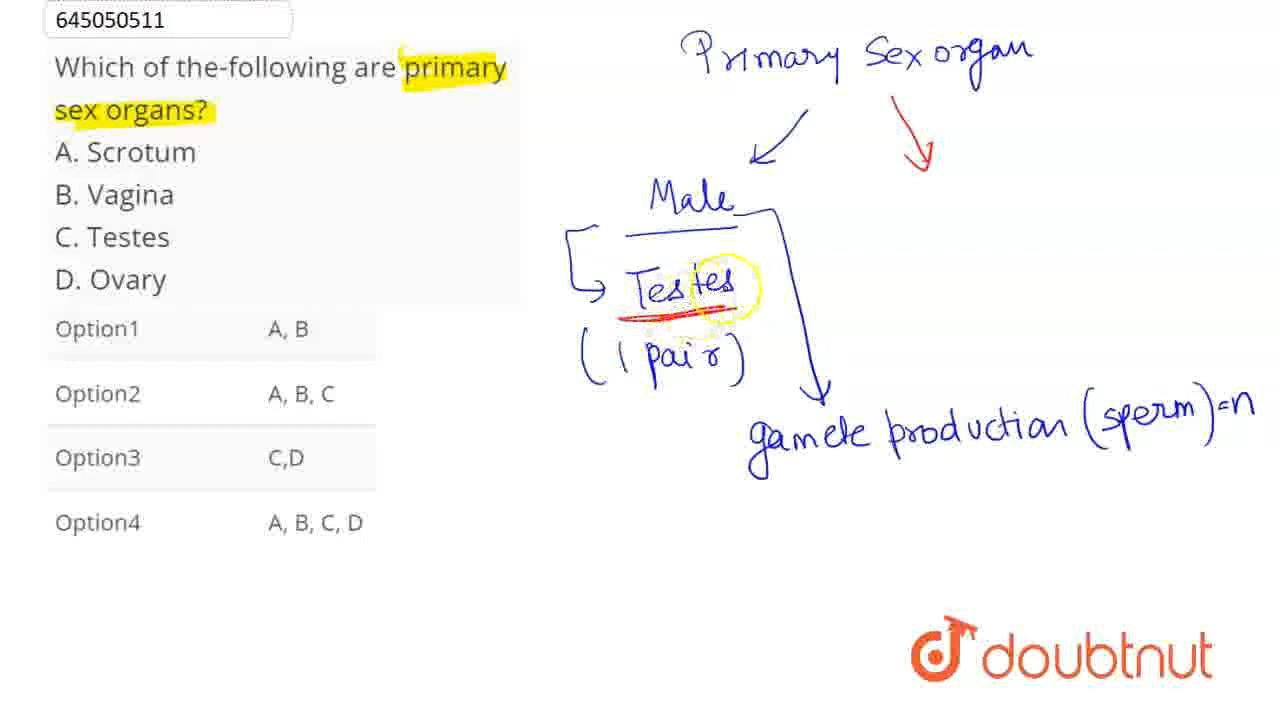 645050511
Which of the-following are primary
sex organs?
A. Scrotum
B. Vagina
C. Testes
D. Ovary
Option1 A, B
Option2 A, B, C
Option3 C,D
Option4 A, B, C, D
Primary Sex organ
Male
Testes
(1 pair)
gamete production (sperm)=n
doubtnut